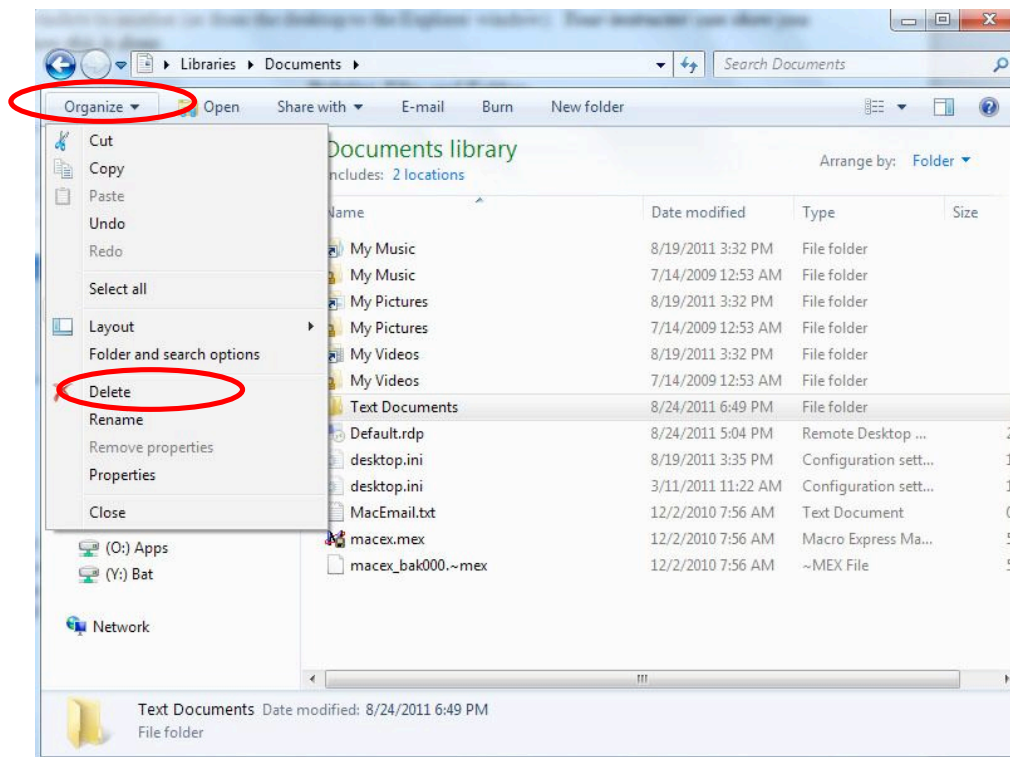 Libraries Documents Search Documents
Organize Open Share with E-mail Burn New folder
Cut
Copy
Paste
Undo
Redo
Select all
Layout
Folder and search options
Delete
Rename
Remove properties
Properties
Close
(O:) Apps
(Y:) Bat
Network
Documents library
Includes: 2 locations
Arrange by: Folder
Name Date modified Type Size
My Music 8/19/2011 3:32 PM File folder
My Music 7/14/2009 12:53 AM File folder
My Pictures 8/19/2011 3:32 PM File folder
My Pictures 7/14/2009 12:53 AM File folder
My Videos 8/19/2011 3:32 PM File folder
My Videos 7/14/2009 12:53 AM File folder
Text Documents 8/24/2011 6:49 PM File folder
Default.rdp 8/24/2011 5:04 PM Remote Desktop ...
desktop.ini 8/19/2011 3:35 PM Configuration sett...
desktop.ini 3/11/2011 11:22 AM Configuration sett...
MacEmail.txt 12/2/2010 7:56 AM Text Document
macex.mex 12/2/2010 7:56 AM Macro Express Ma...
macex_bak000.~mex 12/2/2010 7:56 AM ~MEX File
Text Documents Date modified: 8/24/2011 6:49 PM
File folder